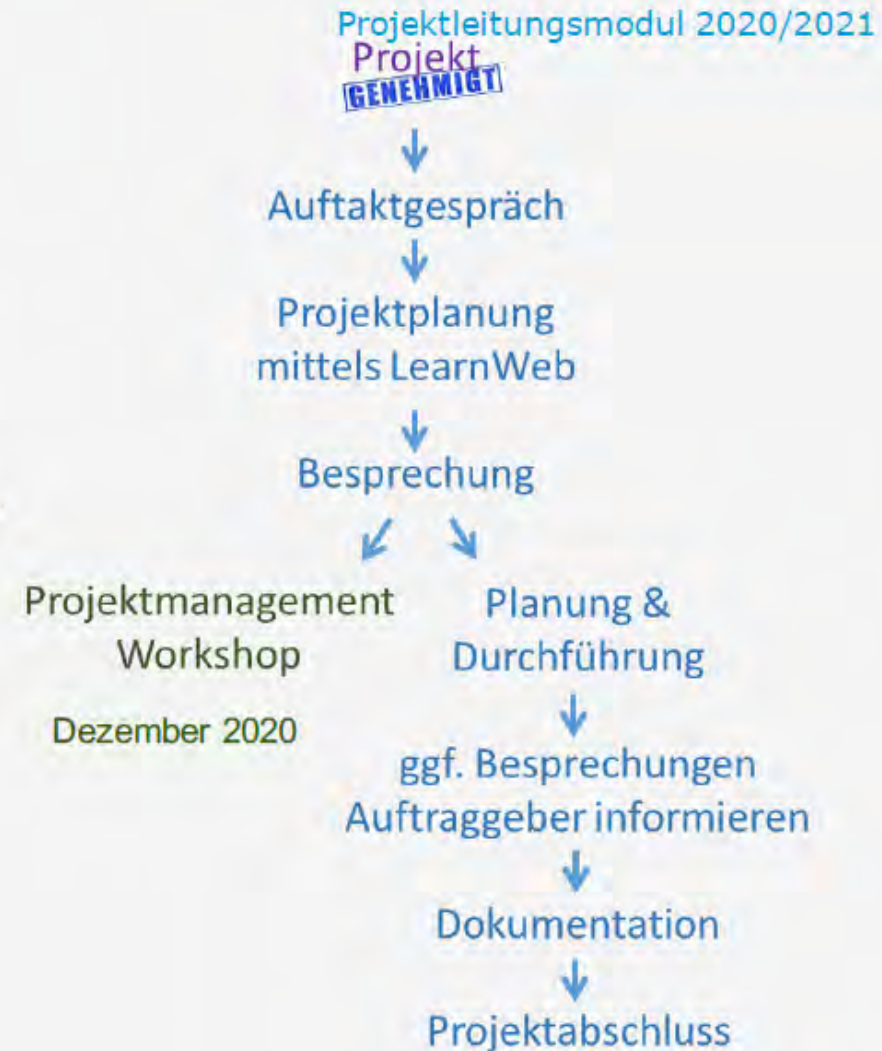 Projektleitungsmodul 2020/2021
Projekt
GENEHMIGT
Auftaktgespräch
Projektplanung
mittels LearnWeb
Besprechung
Projektmanagement
Workshop
Dezember 2020
Planung &
Durchführung
ggf. Besprechungen
Auftraggeber informieren
Dokumentation
Projektabschluss